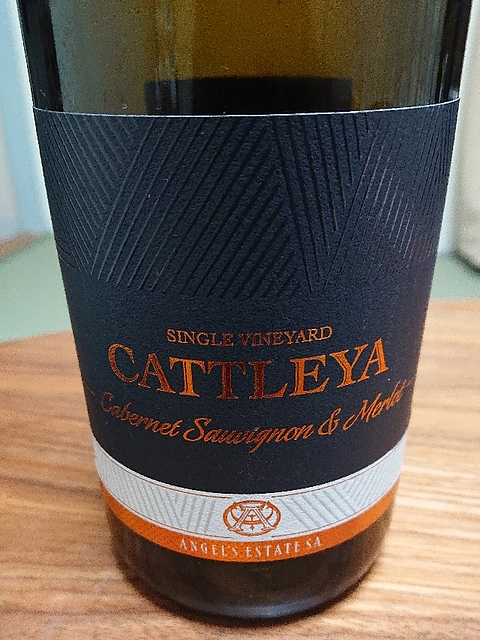 SINGLE VINEYARD
CATTLEYA
Cabernet Sauvignon & Merlot
ANGEL'S ESTATE SA